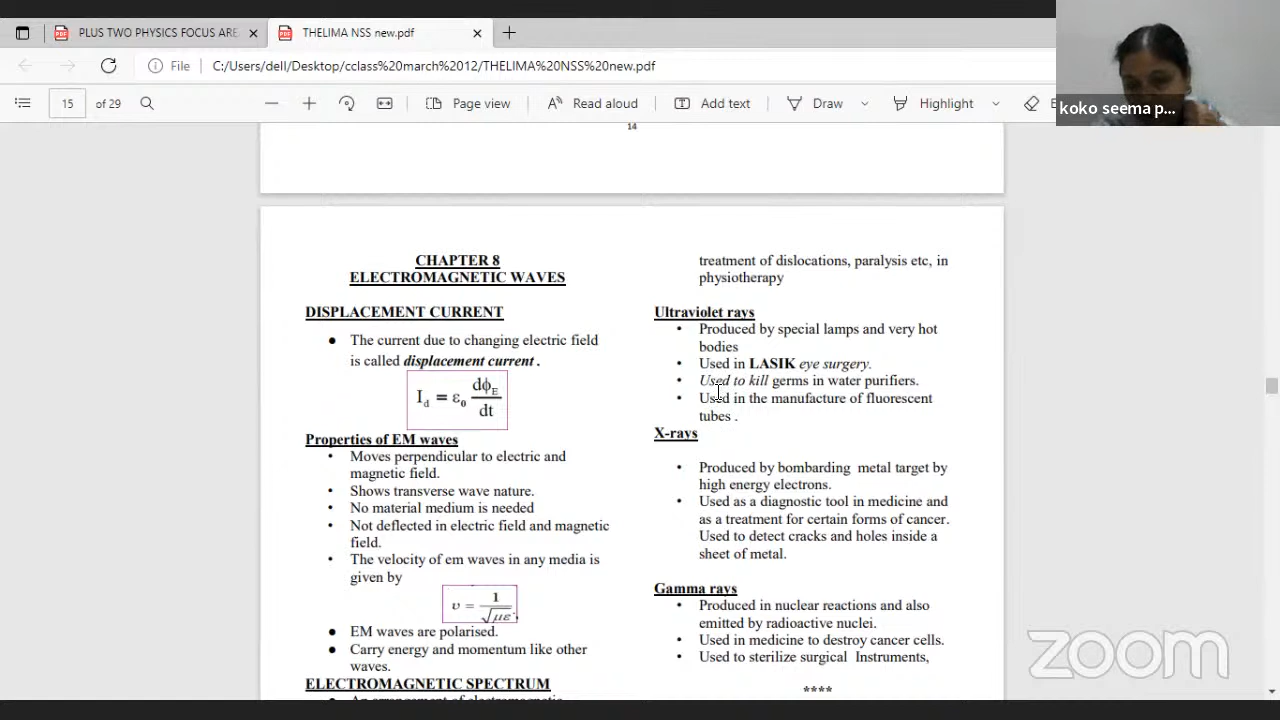 PLUS TWO PHYSICS FOCUS ARE
THELIMA NSS new.pdf
File
C:/Users/dell/Desktop/cclass%20march%2012/THELIMA%20NSS%20new.pdf
15 of 29
Page view
Read aloud
Add text
Draw
Highlight
koko seema p...
14
CHAPTER 8
ELECTROMAGNETIC WAVES
DISPLACEMENT CURRENT
● The current due to changing electric field
is called displacement current .
I_d = ε₀ dϕ_E/dt
Properties of EM waves
• Moves perpendicular to electric and
magnetic field.
• Shows transverse wave nature.
• No material medium is needed
• Not deflected in electric field and magnetic
field.
• The velocity of em waves in any media is
given by
υ = 1/√με
● EM waves are polarised.
● Carry energy and momentum like other
waves.
ELECTROMAGNETIC SPECTRUM
● An arrangement of electromagnetic
treatment of dislocations, paralysis etc, in
physiotherapy
Ultraviolet rays
• Produced by special lamps and very hot
bodies
• Used in LASIK eye surgery.
• Used to kill germs in water purifiers.
• Used in the manufacture of fluorescent
tubes .
X-rays
• Produced by bombarding metal target by
high energy electrons.
• Used as a diagnostic tool in medicine and
as a treatment for certain forms of cancer.
Used to detect cracks and holes inside a
sheet of metal.
Gamma rays
• Produced in nuclear reactions and also
emitted by radioactive nuclei.
• Used in medicine to destroy cancer cells.
• Used to sterilize surgical Instruments,
****
zoom